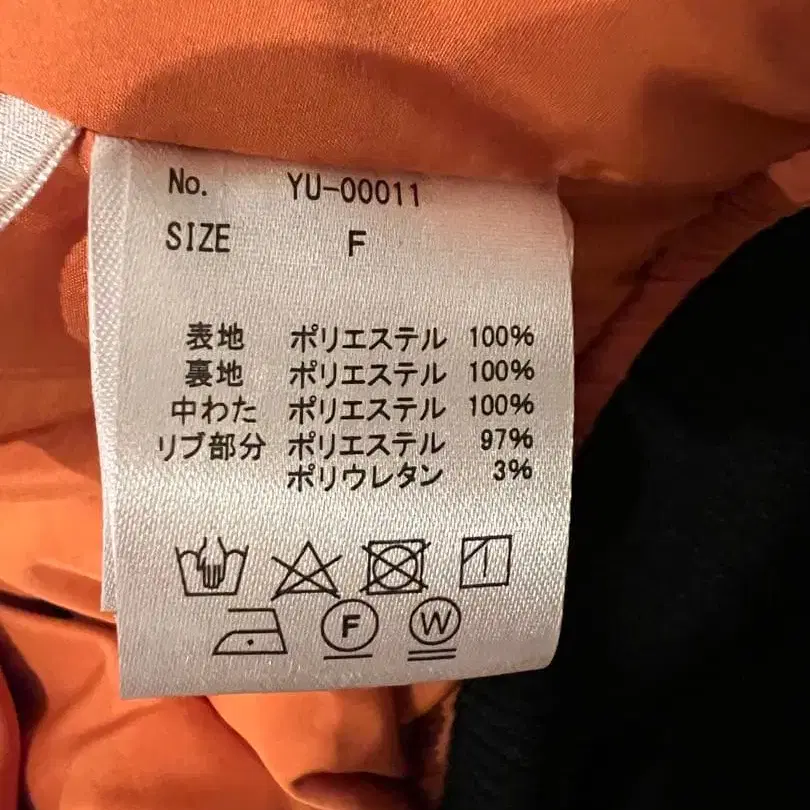 No. YU-00011
SIZE F
表地 ポリエステル 100%
裏地 ポリエステル 100%
中わた ポリエステル 100%
リブ部分 ポリエステル 97%
ポリウレタン 3%
F W